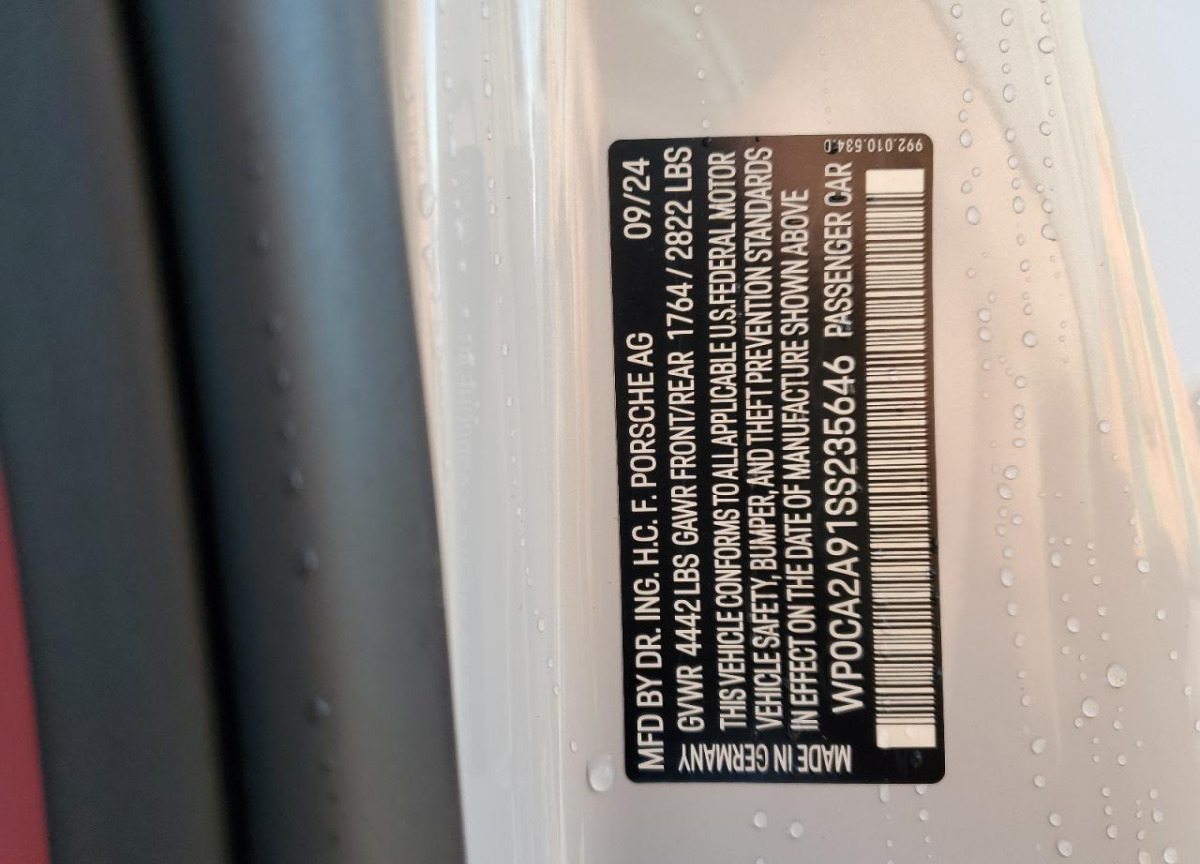 MFD BY DR. ING. H.C. F. PORSCHE AG 09/24
GVWR 4442 LBS GAWR FRONT/REAR 1764 / 2822 LBS
THIS VEHICLE CONFORMS TO ALL APPLICABLE U.S.FEDERAL MOTOR
VEHICLE SAFETY, BUMPER, AND THEFT PREVENTION STANDARDS
IN EFFECT ON THE DATE OF MANUFACTURE SHOWN ABOVE
WP0CA2A91SS235646 PASSENGER CAR
MADE IN GERMANY
992.010.534.D